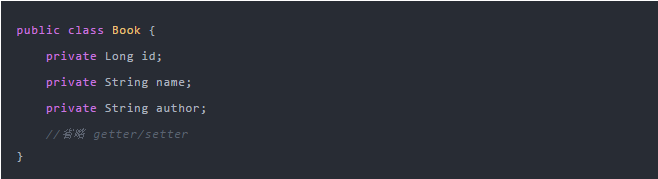 public class Book {
private Long id;
private String name;
private String author;
//省略 getter/setter
}